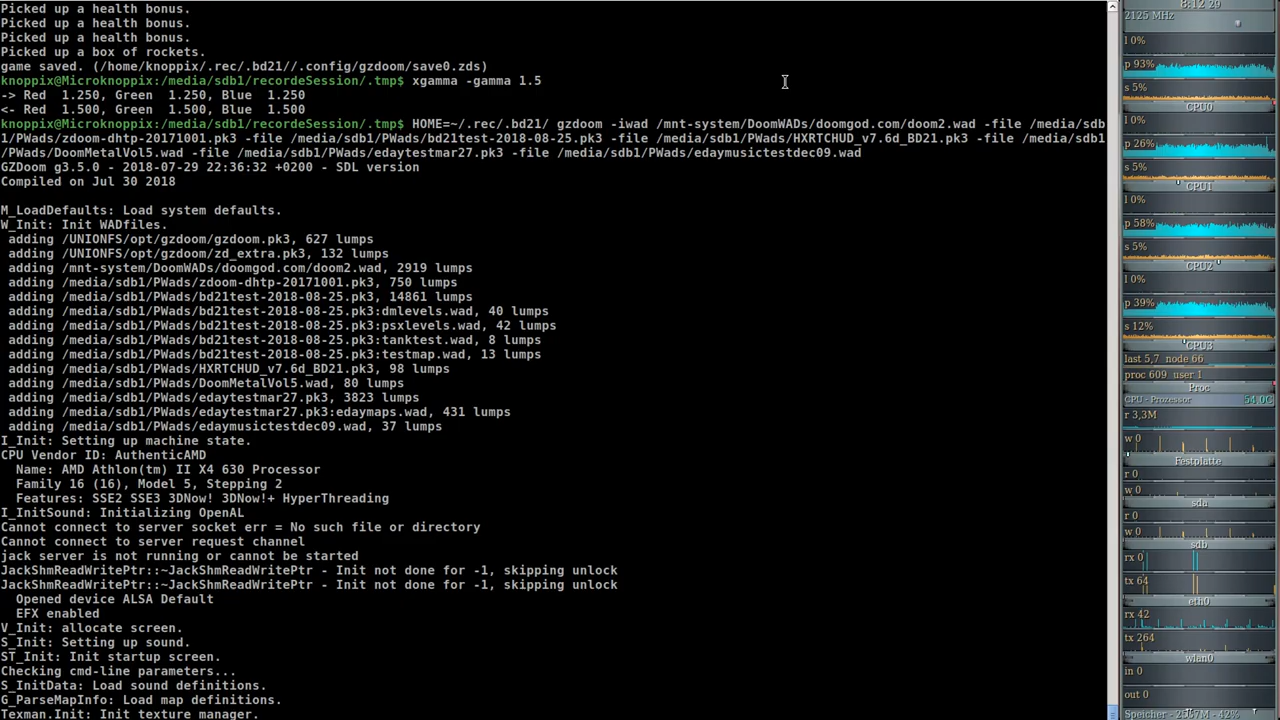 Picked up a health bonus.
Picked up a health bonus.
Picked up a health bonus.
Picked up a box of rockets.
game saved. (/home/knoppix/.rec/.bd21//.config/gzdoom/save0.zds)
knoppix@Microknoppix:/media/sdb1/recordeSession/.tmp$ xgamma -gamma 1.5
-> Red  1.250, Green  1.250, Blue  1.250
<- Red  1.500, Green  1.500, Blue  1.500
knoppix@Microknoppix:/media/sdb1/recordeSession/.tmp$ HOME=~/.rec/.bd21/ gzdoom -iwad /mnt-system/DoomWADs/doomgod.com/doom2.wad -file /media/sdb
1/PWads/zdoom-dhtp-20171001.pk3 -file /media/sdb1/PWads/bd21test-2018-08-25.pk3 -file /media/sdb1/PWads/HXRTCHUD_v7.6d_BD21.pk3 -file /media/sdb1
/PWads/DoomMetalVol5.wad -file /media/sdb1/PWads/edaytestmar27.pk3 -file /media/sdb1/PWads/edaymusictestdec09.wad
GZDoom g3.5.0 - 2018-07-29 22:36:32 +0200 - SDL version
Compiled on Jul 30 2018
M_LoadDefaults: Load system defaults.
W_Init: Init WADfiles.
adding /UNIONFS/opt/gzdoom/gzdoom.pk3, 627 lumps
adding /UNIONFS/opt/gzdoom/zd_extra.pk3, 132 lumps
adding /mnt-system/DoomWADs/doomgod.com/doom2.wad, 2919 lumps
adding /media/sdb1/PWads/zdoom-dhtp-20171001.pk3, 750 lumps
adding /media/sdb1/PWads/bd21test-2018-08-25.pk3, 14861 lumps
adding /media/sdb1/PWads/bd21test-2018-08-25.pk3:dmlevels.wad, 40 lumps
adding /media/sdb1/PWads/bd21test-2018-08-25.pk3:psxlevels.wad, 42 lumps
adding /media/sdb1/PWads/bd21test-2018-08-25.pk3:tanktest.wad, 8 lumps
adding /media/sdb1/PWads/bd21test-2018-08-25.pk3:testmap.wad, 13 lumps
adding /media/sdb1/PWads/HXRTCHUD_v7.6d_BD21.pk3, 98 lumps
adding /media/sdb1/PWads/DoomMetalVol5.wad, 80 lumps
adding /media/sdb1/PWads/edaytestmar27.pk3, 3823 lumps
adding /media/sdb1/PWads/edaytestmar27.pk3:edaymaps.wad, 431 lumps
adding /media/sdb1/PWads/edaymusictestdec09.wad, 37 lumps
I_Init: Setting up machine state.
CPU Vendor ID: AuthenticAMD
Name: AMD Athlon(tm) II X4 630 Processor
Family 16 (16), Model 5, Stepping 2
Features: SSE2 SSE3 3DNow! 3DNow!+ HyperThreading
I_InitSound: Initializing OpenAL
Cannot connect to server socket err = No such file or directory
Cannot connect to server request channel
jack server is not running or cannot be started
JackShmReadWritePtr::~JackShmReadWritePtr - Init not done for -1, skipping unlock
JackShmReadWritePtr::~JackShmReadWritePtr - Init not done for -1, skipping unlock
Opened device ALSA Default
EFX enabled
V_Init: allocate screen.
S_Init: Setting up sound.
ST_Init: Init startup screen.
Checking cmd-line parameters...
S_InitData: Load sound definitions.
G_ParseMapInfo: Load map definitions.
Texman.Init: Init texture manager.
8:12 29
2125 MHz
I 0%
p 93%
s 5%
CPU0
I 0%
p 26%
s 5%
CPU1
I 0%
p 58%
s 5%
CPU2
I 0%
p 39%
s 12%
CPU3
last 5,7 node 66
proc 609 user 1
Proc
CPU - Prozessor 54.0C
r 3,3M
w 0
Festplatte
r 0
w 0
sda
r 0
w 0
sdb
rx 0
tx 64
eth0
rx 42
tx 264
wlan0
in 0
out 0
Speicher - 42%